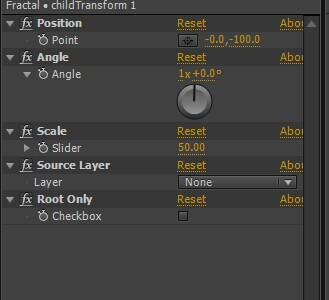 Fractal • childTransform 1
fx Position Reset Abou
Point -0.0,-100.0
fx Angle Reset Abou
Angle 1x+0.0°
fx Scale Reset Abou
Slider 50.00
fx Source Layer Reset Abou
Layer None
fx Root Only Reset Abou
Checkbox